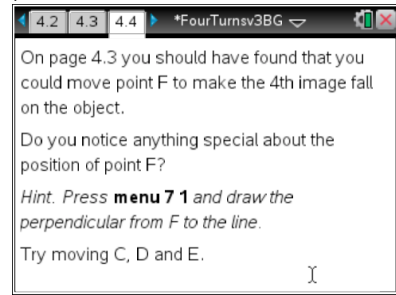 4.2 4.3 4.4 *FourTurnsv3BG
On page 4.3 you should have found that you
could move point F to make the 4th image fall
on the object.
Do you notice anything special about the
position of point F?
Hint. Press menu 7 1 and draw the
perpendicular from F to the line.
Try moving C, D and E.